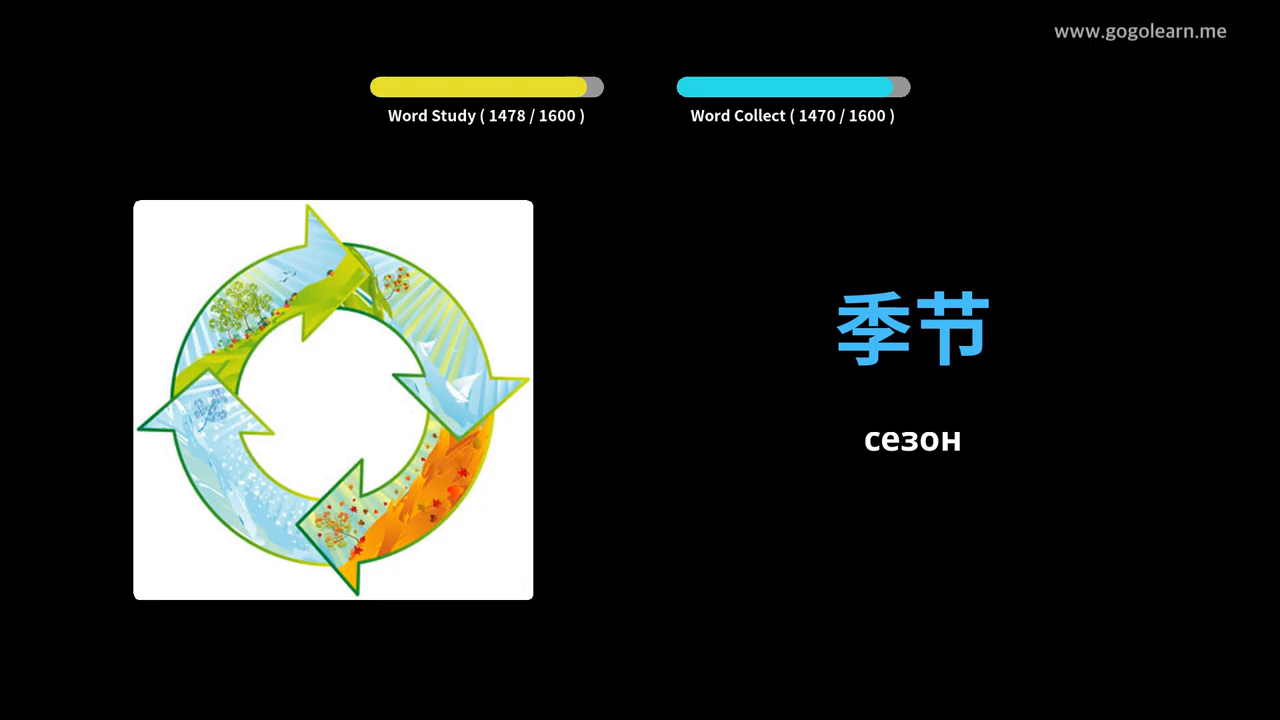 www.gogolearn.me
Word Study ( 1478 / 1600 )
Word Collect ( 1470 / 1600 )
季节
сезон